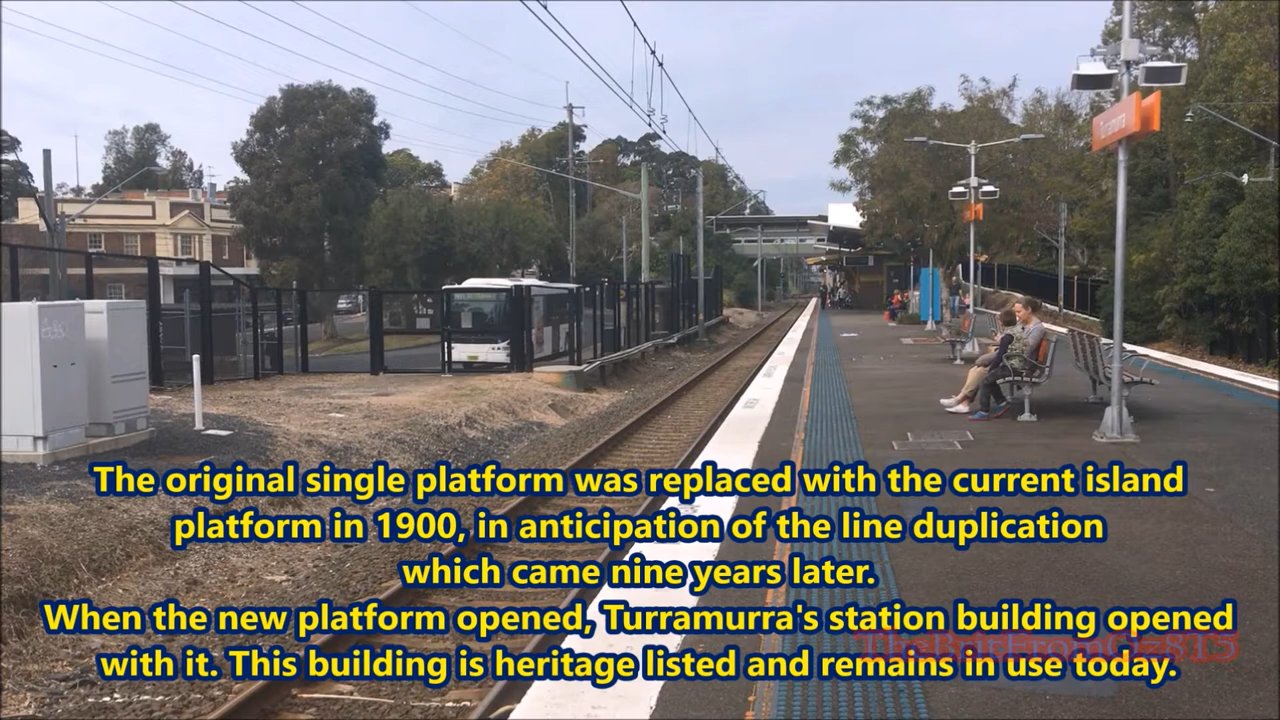 Turramurra
The original single platform was replaced with the current island
platform in 1900, in anticipation of the line duplication
which came nine years later.
When the new platform opened, Turramurra's station building opened
with it. This building is heritage listed and remains in use today.